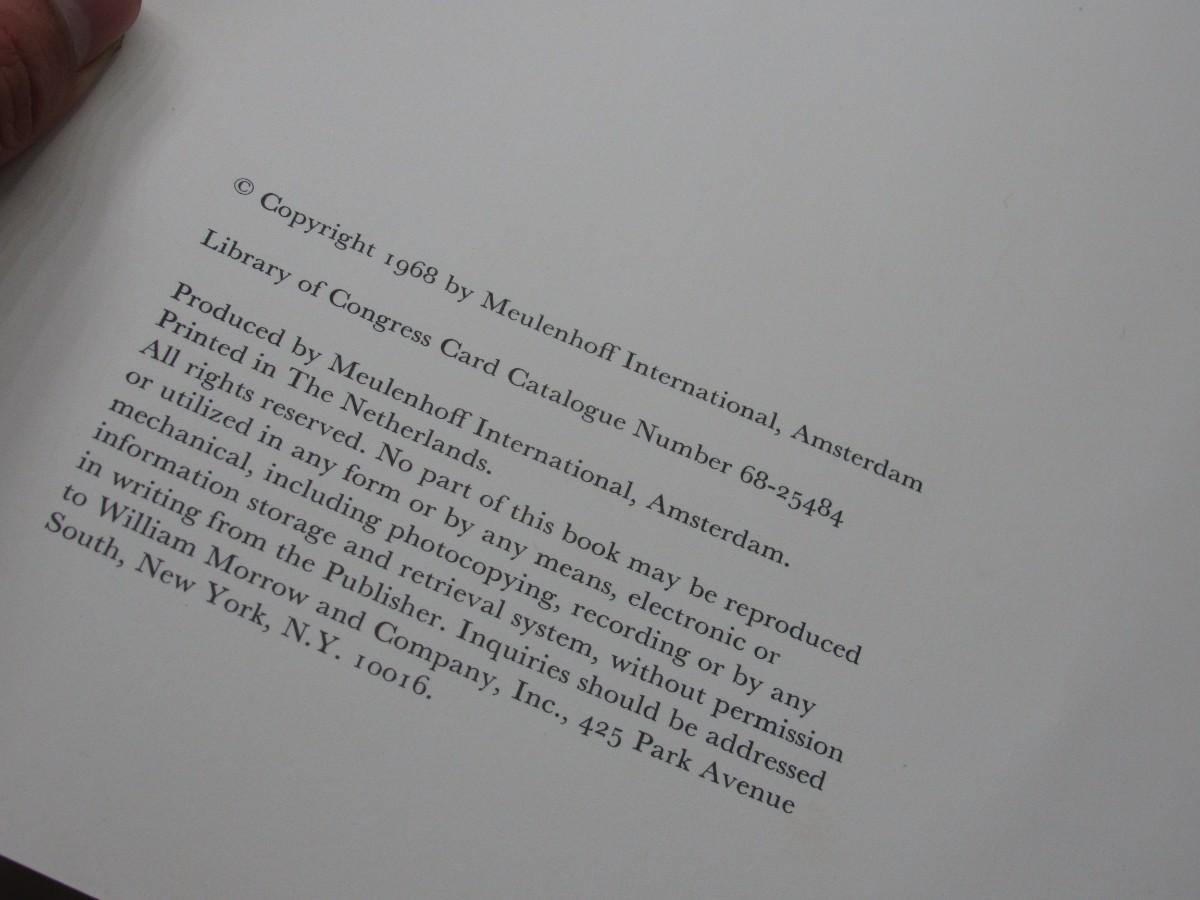 © Copyright 1968 by Meulenhoff International, Amsterdam
Library of Congress Card Catalogue Number 68-25484
Produced by Meulenhoff International, Amsterdam.
Printed in The Netherlands.
All rights reserved. No part of this book may be reproduced
or utilized in any form or by any means, electronic or
mechanical, including photocopying, recording or by any
information storage and retrieval system, without permission
in writing from the Publisher. Inquiries should be addressed
to William Morrow and Company, Inc., 425 Park Avenue
South, New York, N.Y. 10016.